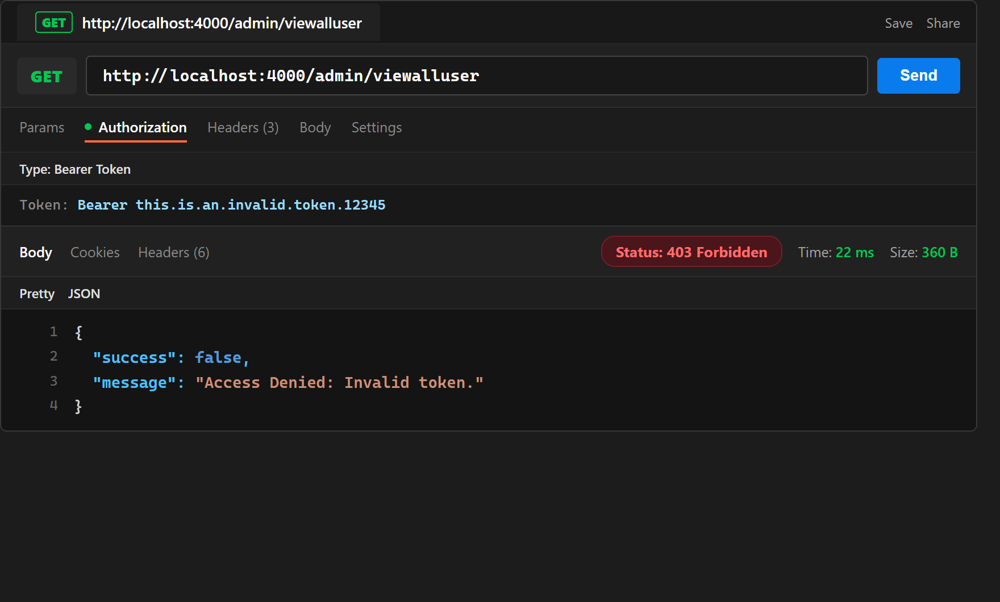 GET http://localhost:4000/admin/viewalluser Save Share
GET http://localhost:4000/admin/viewalluser Send
Params Authorization Headers (3) Body Settings
Type: Bearer Token
Token: Bearer this.is.an.invalid.token.12345
Body Cookies Headers (6) Status: 403 Forbidden Time: 22 ms Size: 360 B
Pretty JSON
1 {
2 "success": false,
3 "message": "Access Denied: Invalid token."
4 }